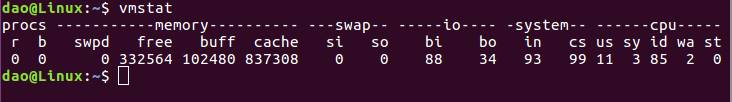 dao@Linux:~$ vmstat
procs -----------memory---------- ---swap-- -----io---- -system-- ------cpu-----
 r  b   swpd   free   buff  cache   si   so    bi    bo   in   cs us sy id wa st
 0  0      0 332564 102480 837308    0    0    88    34   93   99 11  3 85  2  0
dao@Linux:~$